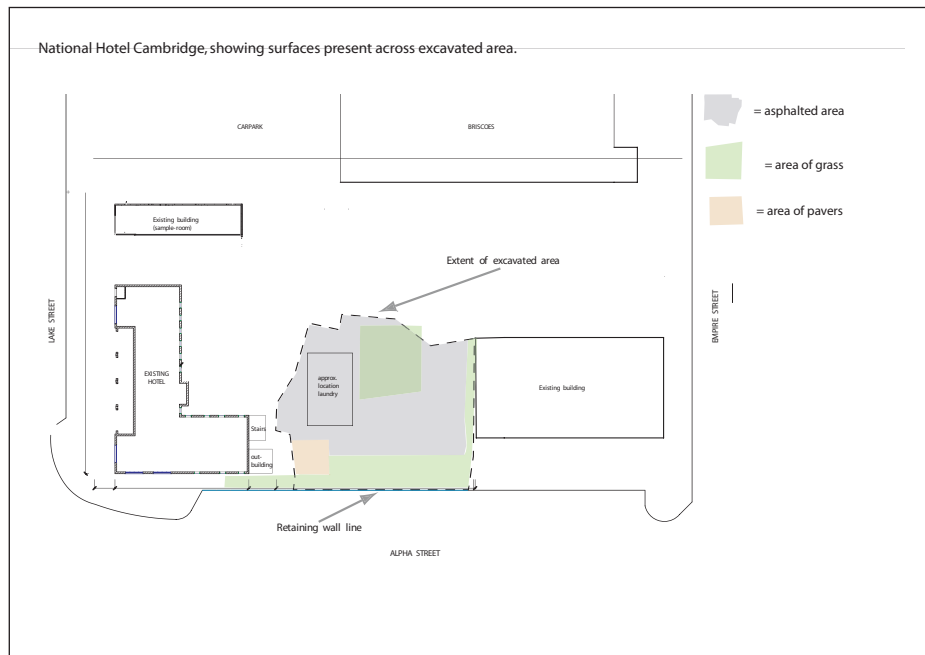 National Hotel Cambridge, showing surfaces present across excavated area.
CARPARK
BRISCOES
= asphalted area
= area of grass
= area of pavers
Existing building
(sample-room)
Extent of excavated area
LAKE STREET
EMPIRE STREET
EXISTING
HOTEL
approx.
location
laundry
Existing building
Stairs
out-
building
Retaining wall line
ALPHA STREET